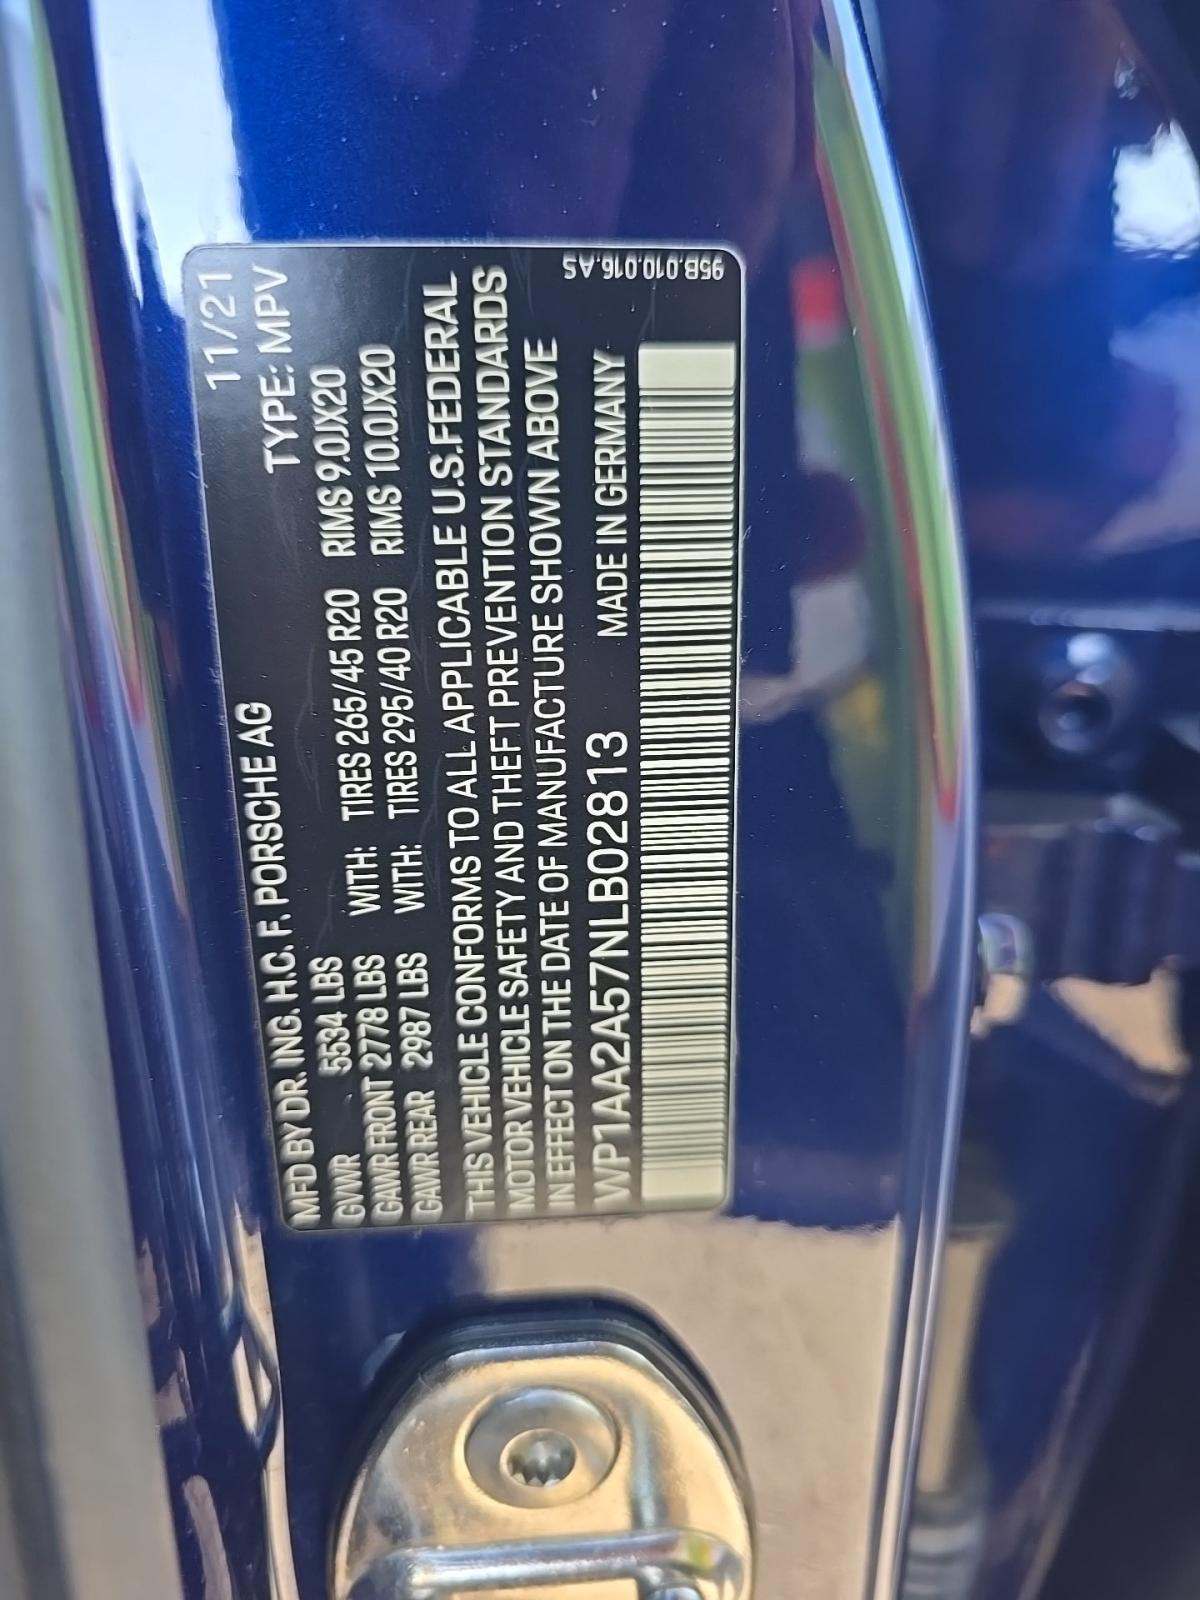 11/21
MFD BY DR. ING. H.C. F. PORSCHE AG TYPE: MPV
GVWR 5534 LBS WITH: TIRES 265/45 R20 RIMS 9.0JX20
GAWR FRONT 2778 LBS WITH: TIRES 295/40 R20 RIMS 10.0JX20
GAWR REAR 2987 LBS
THIS VEHICLE CONFORMS TO ALL APPLICABLE U.S.FEDERAL
MOTOR VEHICLE SAFETY AND THEFT PREVENTION STANDARDS
IN EFFECT ON THE DATE OF MANUFACTURE SHOWN ABOVE
WP1AA2A57NLB02813 MADE IN GERMANY
95B.010.016.AS